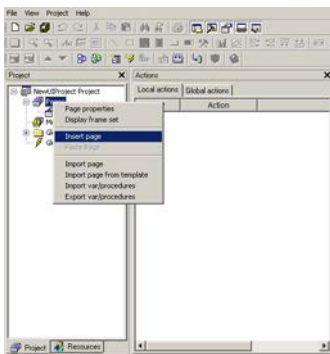 File View Project Help
Project
Actions
NewUIProject Project
Local actions Global actions
Action
Page properties
Display frame set
Insert page
Paste Page
Import page
Import page from template
Import var/procedures
Export var/procedures
Project Resources